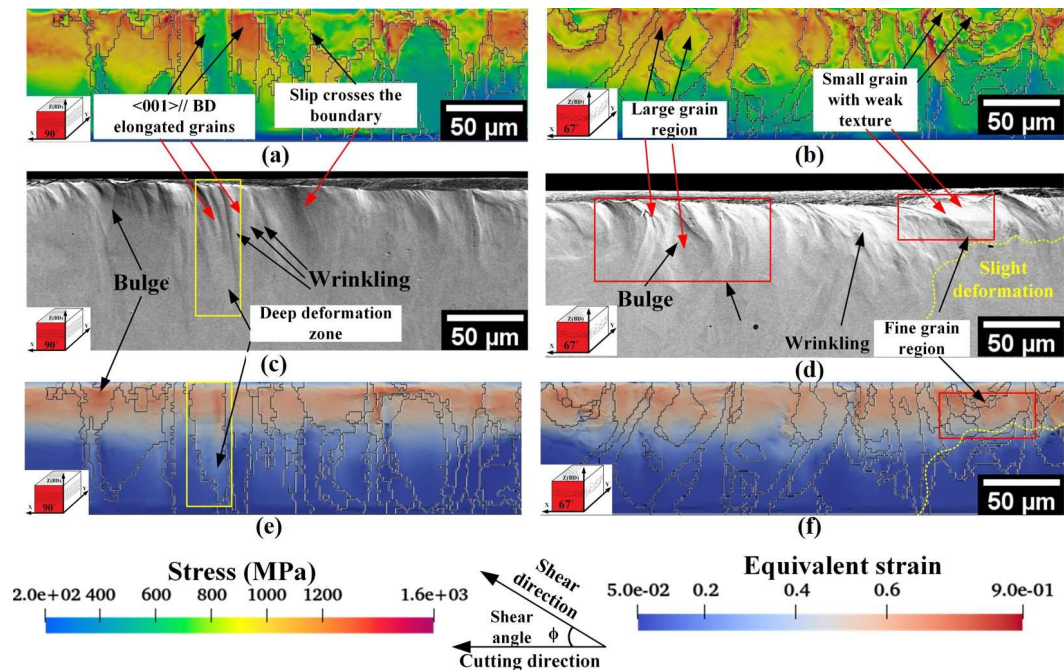 Z(BD)
Y
X
90°
<001>// BD
elongated grains
Slip crosses the
boundary
50 µm
(a)
Z(BD)
Y
X
67°
Large grain
region
Small grain
with weak
texture
50 µm
(b)
Z(BD)
Y
X
90°
Bulge
Wrinkling
Deep deformation
zone
50 µm
(c)
Z(BD)
Y
X
67°
Bulge
Wrinkling
Slight
deformation
Fine grain
region
50 µm
(d)
Z(BD)
Y
X
90°
(e)
Z(BD)
Y
X
67°
50 µm
(f)
Stress (MPa)
2.0e+02 400 600 800 1000 1200 1.6e+03
Shear
direction
Shear
angle ϕ
Cutting direction
Equivalent strain
5.0e-02 0.2 0.4 0.6 9.0e-01